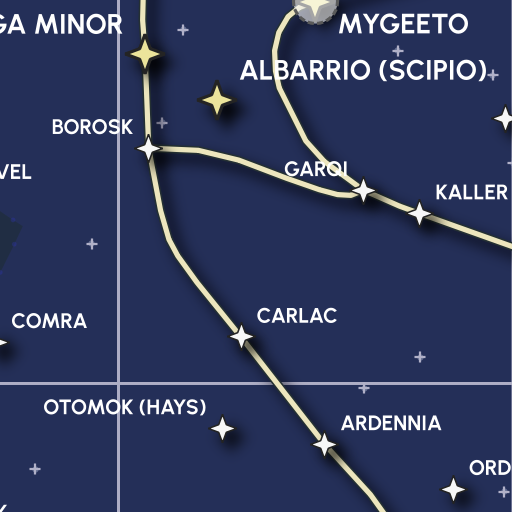 GA MINOR
MYGEETO
ALBARRIO (SCIPIO)
BOROSK
GAROI
VEL
KALLER
COMRA
CARLAC
OTOMOK (HAYS)
ARDENNIA
ORD